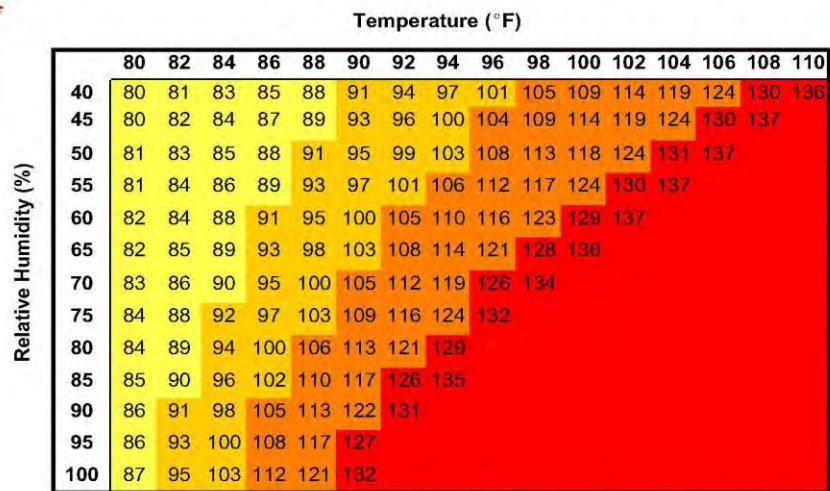 Temperature (°F)
80 82 84 86 88 90 92 94 96 98 100 102 104 106 108 110
40 80 81 83 85 88 91 94 97 101 105 109 114 119 124 130 136
45 80 82 84 87 89 93 96 100 104 109 114 119 124 130 137
50 81 83 85 88 91 95 99 103 108 113 118 124 131 137
55 81 84 86 89 93 97 101 106 112 117 124 130 137
60 82 84 88 91 95 100 105 110 116 123 129 137
65 82 85 89 93 98 103 108 114 121 128 136
70 83 86 90 95 100 105 112 119 126 134
75 84 88 92 97 103 109 116 124 132
80 84 89 94 100 106 113 121 129
85 85 90 96 102 110 117 126 135
90 86 91 98 105 113 122 131
95 86 93 100 108 117 127
100 87 95 103 112 121 132
Relative Humidity (%)